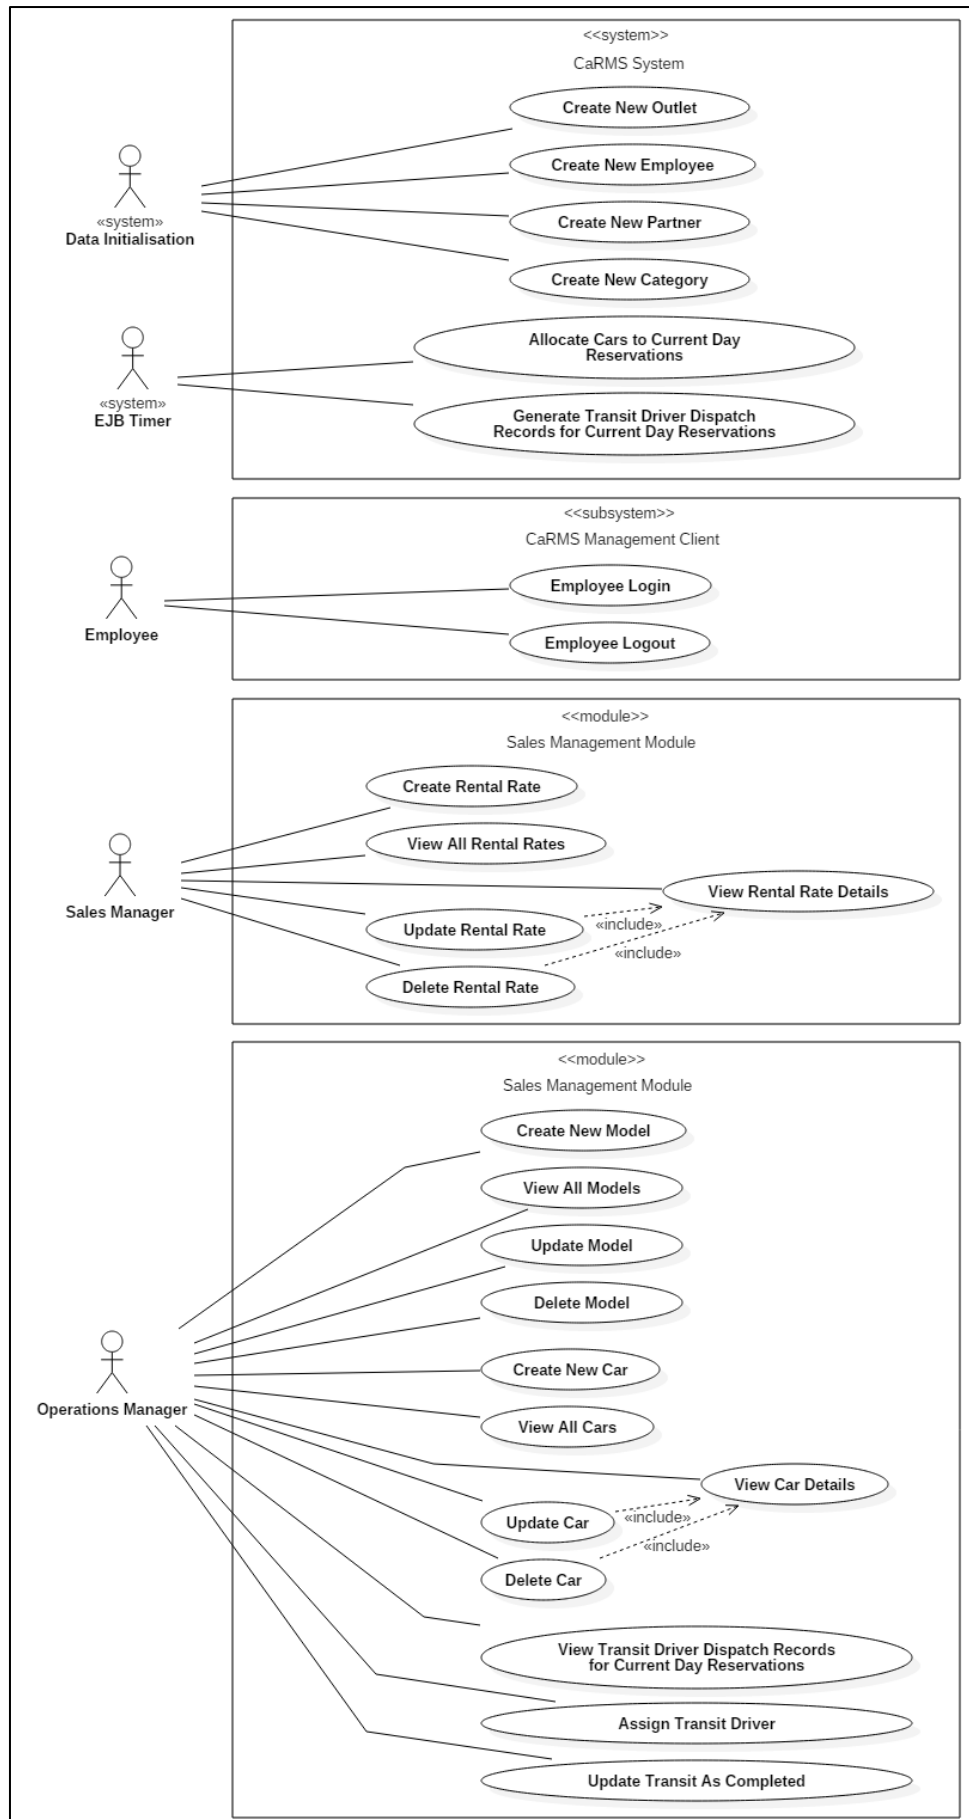 <<system>>
CaRMS System
Create New Outlet
Create New Employee
Create New Partner
Create New Category
«system»
Data Initialisation
Allocate Cars to Current Day
Reservations
Generate Transit Driver Dispatch
Records for Current Day Reservations
«system»
EJB Timer
<<subsystem>>
CaRMS Management Client
Employee Login
Employee Logout
Employee
<<module>>
Sales Management Module
Create Rental Rate
View All Rental Rates
View Rental Rate Details
Update Rental Rate
«include»
«include»
Delete Rental Rate
Sales Manager
<<module>>
Sales Management Module
Create New Model
View All Models
Update Model
Delete Model
Create New Car
View All Cars
Operations Manager
View Car Details
Update Car
«include»
«include»
Delete Car
View Transit Driver Dispatch Records
for Current Day Reservations
Assign Transit Driver
Update Transit As Completed